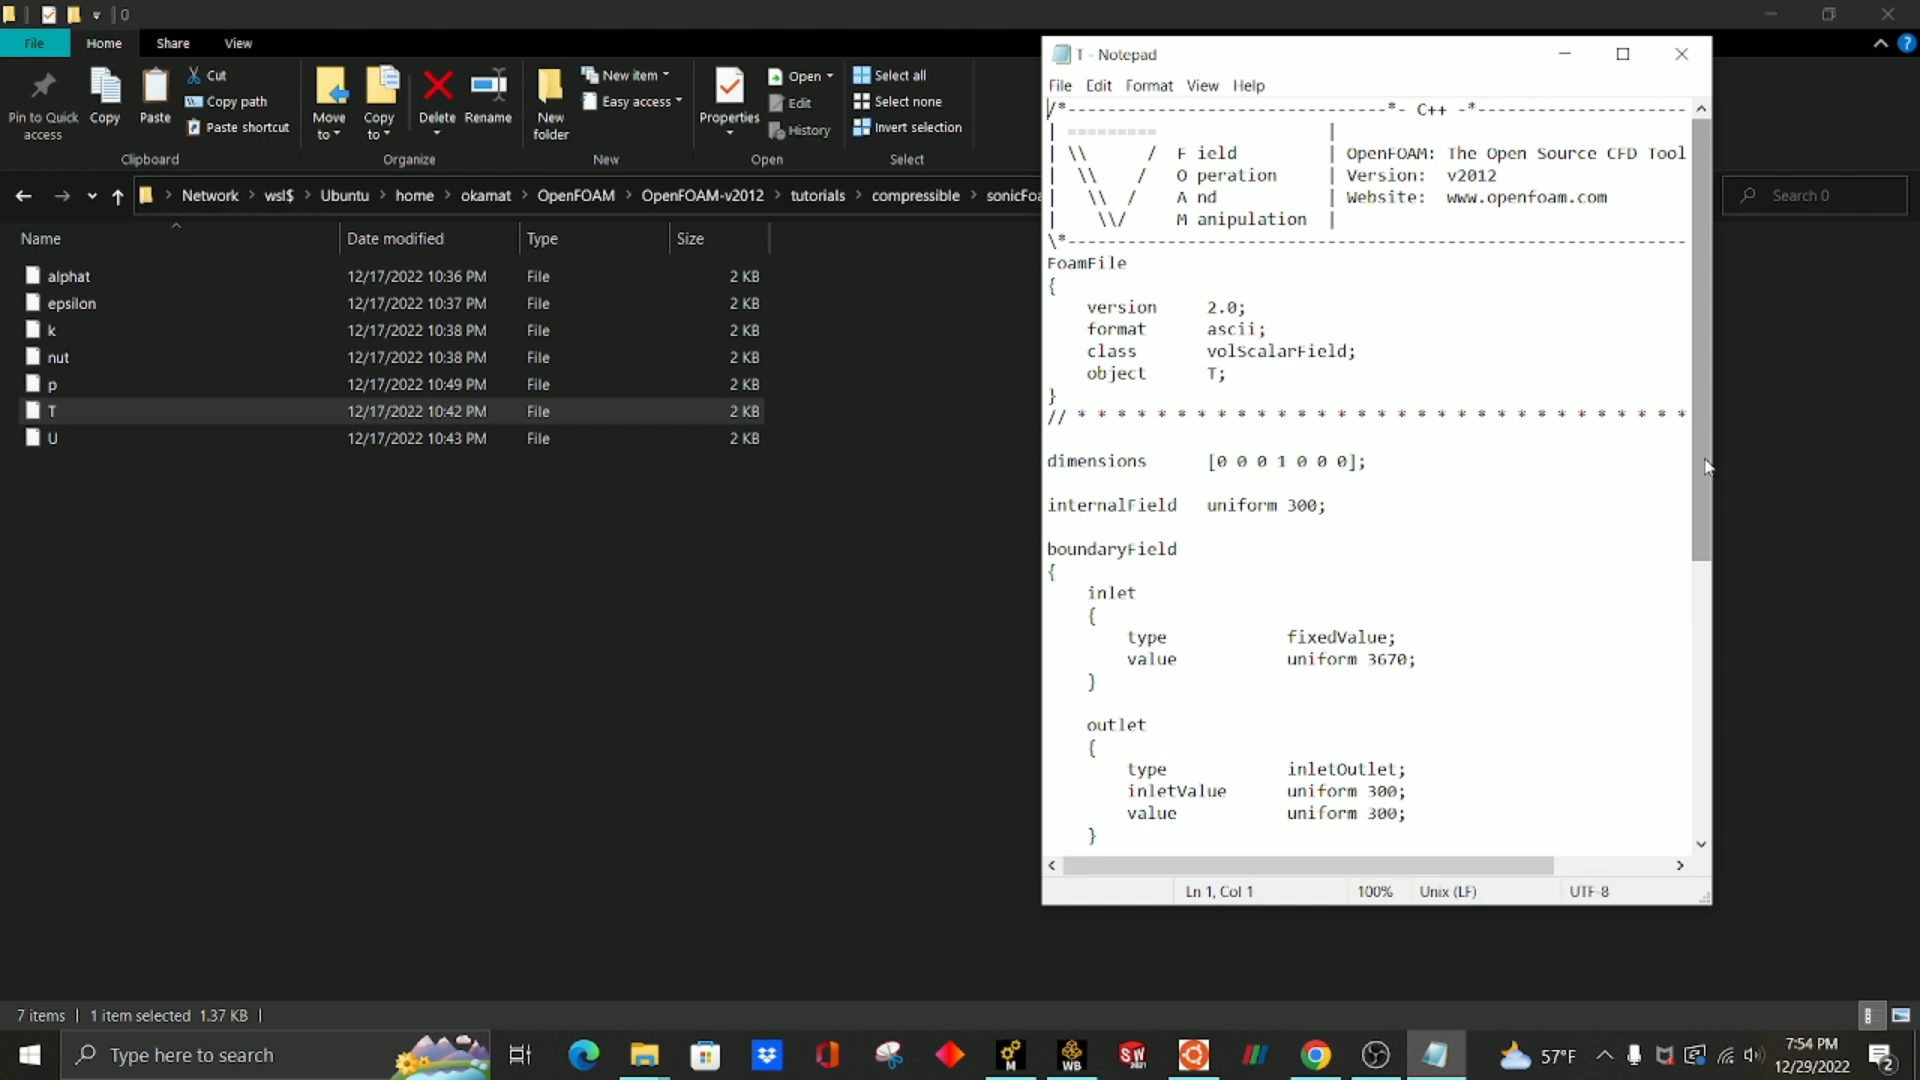 0
File Home Share View
Pin to Quick access
Copy
Paste
Cut
Copy path
Paste shortcut
Clipboard
Move to
Copy to
Delete
Rename
Organize
New folder
New item
Easy access
New
Properties
Open
Edit
History
Open
Select all
Select none
Invert selection
Select
Network > wsl$ > Ubuntu > home > okamat > OpenFOAM > OpenFOAM-v2012 > tutorials > compressible > sonicFoa
Search 0
Name Date modified Type Size
alphat 12/17/2022 10:36 PM File 2 KB
epsilon 12/17/2022 10:37 PM File 2 KB
k 12/17/2022 10:38 PM File 2 KB
nut 12/17/2022 10:38 PM File 2 KB
p 12/17/2022 10:49 PM File 2 KB
T 12/17/2022 10:42 PM File 2 KB
U 12/17/2022 10:43 PM File 2 KB
7 items | 1 item selected 1.37 KB |
T - Notepad
File Edit Format View Help
/*--------------------------------*- C++ -*---------------------
| ========= |
| \\ / F ield | OpenFOAM: The Open Source CFD Tool
| \\ / O peration | Version: v2012
| \\ / A nd | Website: www.openfoam.com
| \\/ M anipulation |
\*--------------------------------------------------------------
FoamFile
{
version 2.0;
format ascii;
class volScalarField;
object T;
}
// * * * * * * * * * * * * * * * * * * * * * * * * * * * * * * *
dimensions [0 0 0 1 0 0 0];
internalField uniform 300;
boundaryField
{
inlet
{
type fixedValue;
value uniform 3670;
}
outlet
{
type inletOutlet;
inletValue uniform 300;
value uniform 300;
}
Ln 1, Col 1 100% Unix (LF) UTF-8
Type here to search
M
WB
SW
2021
57°F
7:54 PM
12/29/2022
2